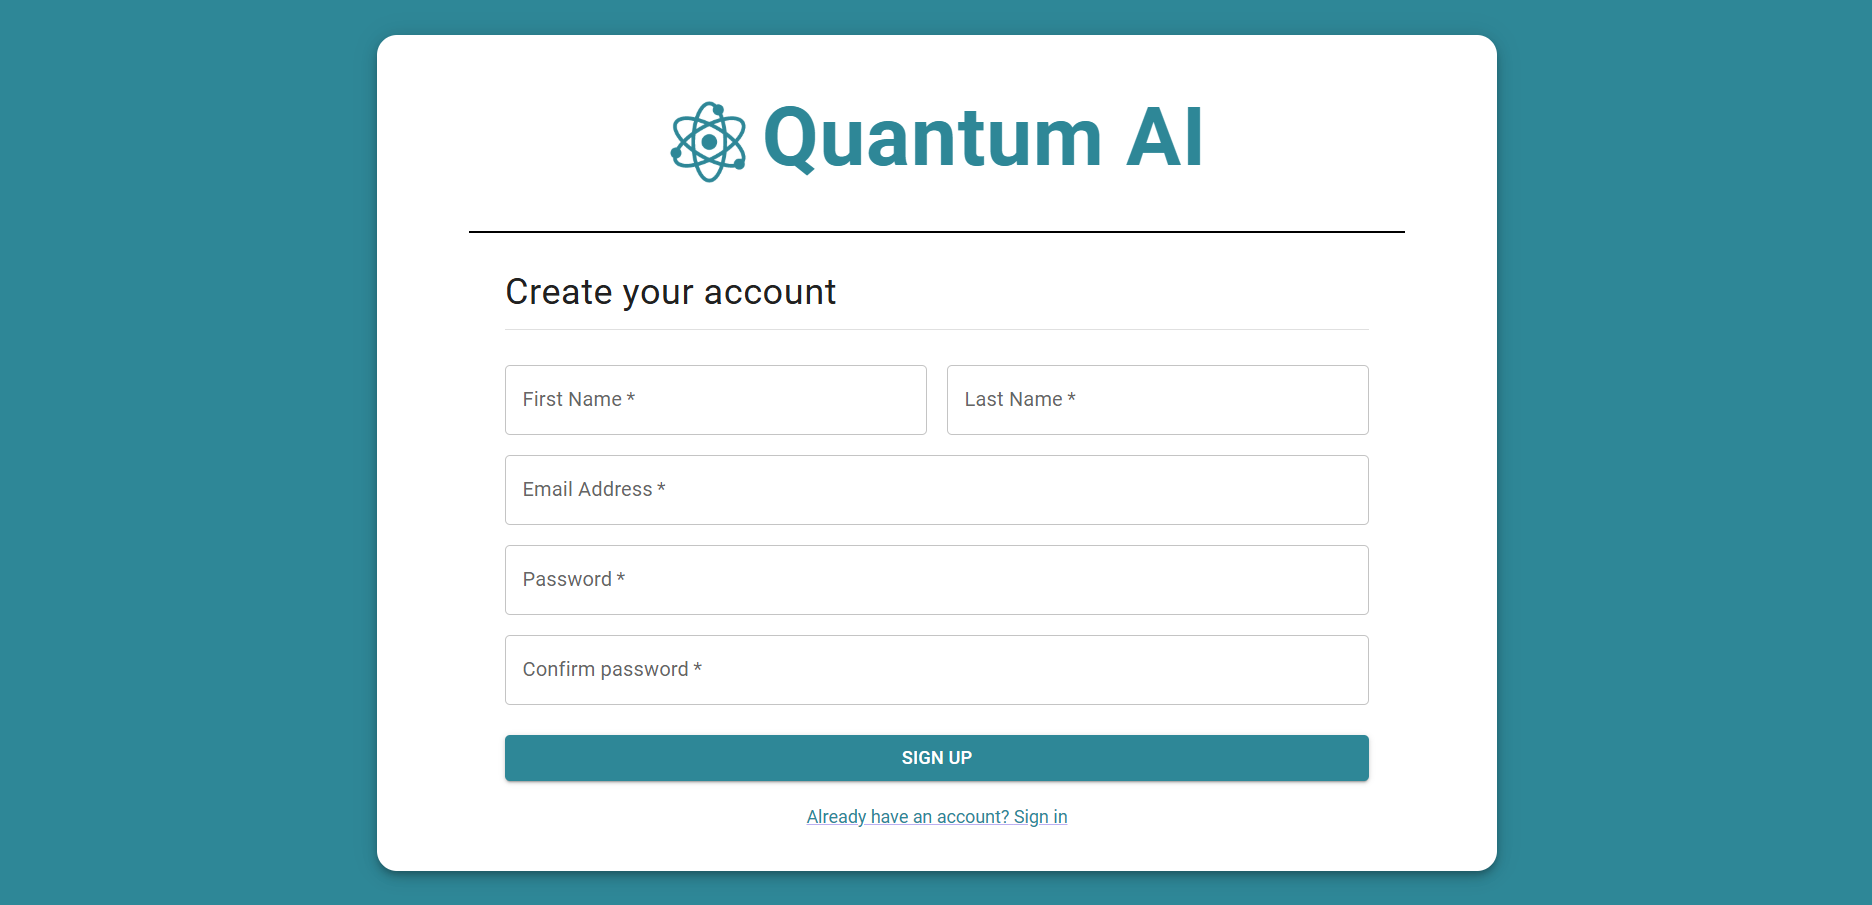 Quantum AI
Create your account
First Name *
Last Name *
Email Address *
Password *
Confirm password *
SIGN UP
Already have an account? Sign in